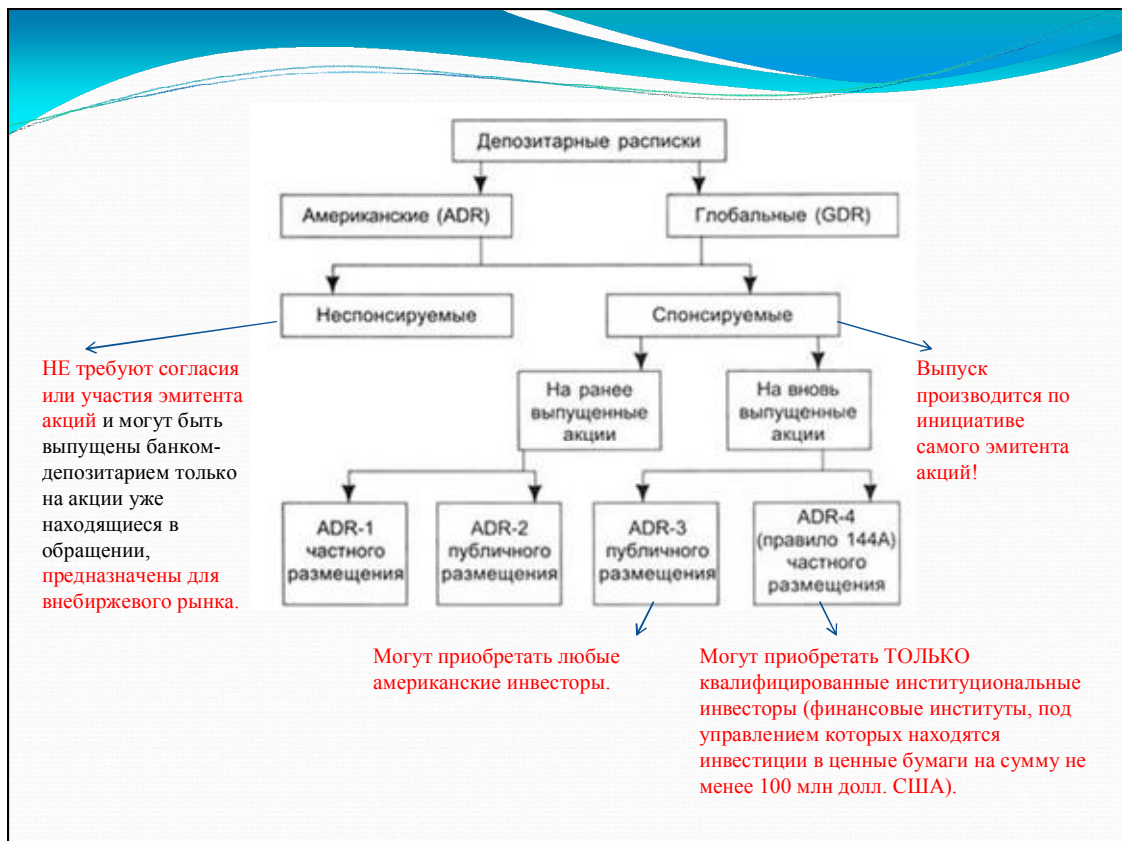 Депозитарные расписки
Американские (ADR)
Глобальные (GDR)
Неспонсируемые
Спонсируемые
НЕ требуют согласия
или участия эмитента
акций и могут быть
выпущены банком-
депозитарием только
на акции уже
находящиеся в
обращении,
предназначены для
внебиржевого рынка.
На ранее
выпущенные
акции
На вновь
выпущенные
акции
Выпуск
производится по
инициативе
самого эмитента
акций!
ADR-1
частного
размещения
ADR-2
публичного
размещения
ADR-3
публичного
размещения
ADR-4
(правило 144А)
частного
размещения
Могут приобретать любые
американские инвесторы.
Могут приобретать ТОЛЬКО
квалифицированные институциональные
инвесторы (финансовые институты, под
управлением которых находятся
инвестиции в ценные бумаги на сумму не
менее 100 млн долл. США).